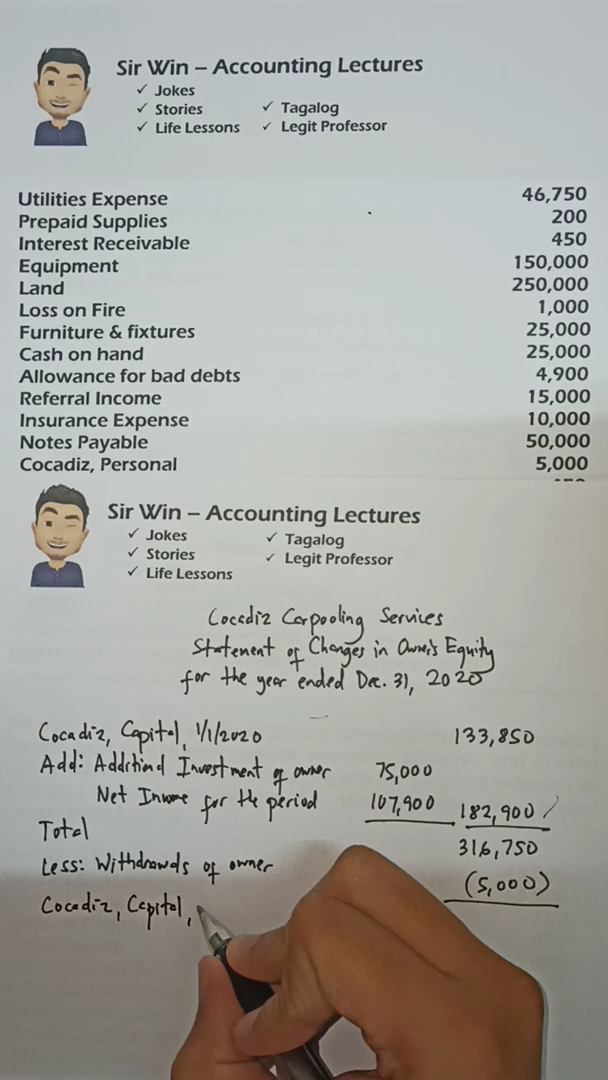 Sir Win – Accounting Lectures
✓ Jokes
✓ Stories ✓ Tagalog
✓ Life Lessons ✓ Legit Professor
Utilities Expense 46,750
Prepaid Supplies 200
Interest Receivable 450
Equipment 150,000
Land 250,000
Loss on Fire 1,000
Furniture & fixtures 25,000
Cash on hand 25,000
Allowance for bad debts 4,900
Referral Income 15,000
Insurance Expense 10,000
Notes Payable 50,000
Cocadiz, Personal 5,000
Sir Win – Accounting Lectures
✓ Jokes ✓ Tagalog
✓ Stories ✓ Legit Professor
✓ Life Lessons
Cocadiz Carpooling Services
Statement of Changes in Owner's Equity
for the year ended Dec. 31, 2020
Cocadiz, Capital, 1/1/2020 133,850
Add: Additional Investment of owner 75,000
Net Income for the period 107,900 182,900
Total 316,750
Less: Withdrawals of owner (5,000)
Cocadiz, Capital,